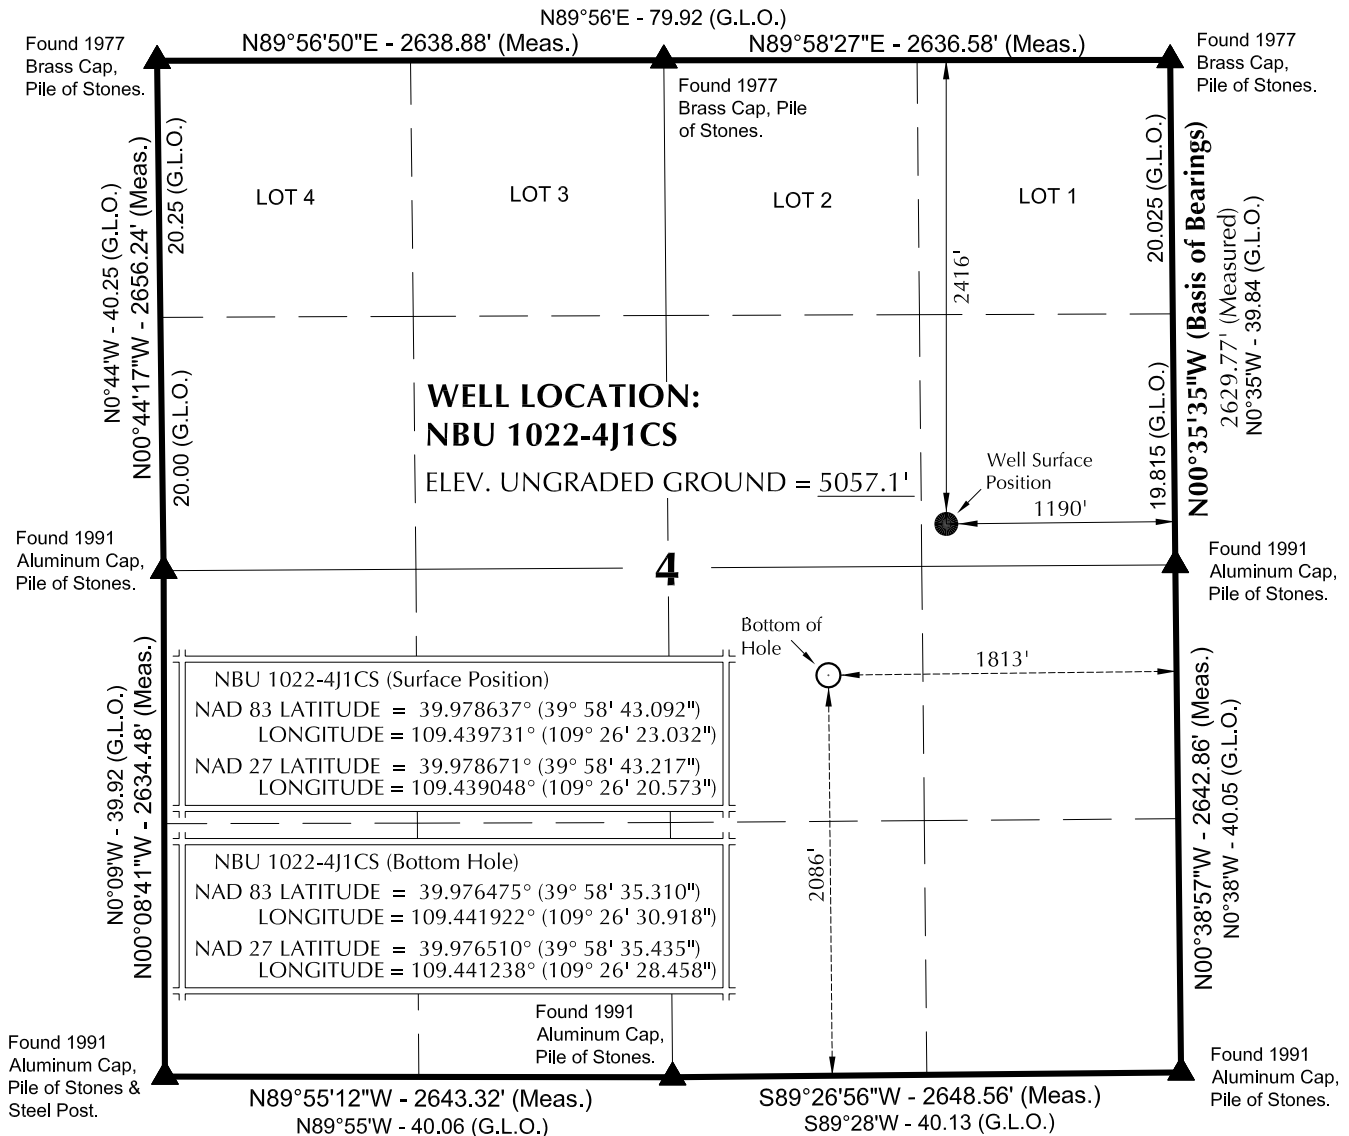 N89°56'E - 79.92 (G.L.O.)
N89°56'50"E - 2638.88' (Meas.)
N89°58'27"E - 2636.58' (Meas.)
Found 1977
Brass Cap,
Pile of Stones.
Found 1977
Brass Cap, Pile
of Stones.
Found 1977
Brass Cap,
Pile of Stones.
N0°44'W - 40.25 (G.L.O.)
N00°44'17"W - 2656.24' (Meas.)
20.25 (G.L.O.)
20.00 (G.L.O.)
LOT 4
LOT 3
LOT 2
LOT 1
2416'
20.025 (G.L.O.)
19.815 (G.L.O.)
N00°35'35"W (Basis of Bearings)
2629.77' (Measured)
N0°35'W - 39.84 (G.L.O.)
WELL LOCATION:
NBU 1022-4J1CS
ELEV. UNGRADED GROUND = 5057.1'
Well Surface
Position
1190'
Found 1991
Aluminum Cap,
Pile of Stones.
4
Found 1991
Aluminum Cap,
Pile of Stones.
Bottom of
Hole
1813'
2086'
N0°09'W - 39.92 (G.L.O.)
N00°08'41"W - 2634.48' (Meas.)
NBU 1022-4J1CS (Surface Position)
NAD 83 LATITUDE = 39.978637° (39° 58' 43.092")
LONGITUDE = 109.439731° (109° 26' 23.032")
NAD 27 LATITUDE = 39.978671° (39° 58' 43.217")
LONGITUDE = 109.439048° (109° 26' 20.573")
NBU 1022-4J1CS (Bottom Hole)
NAD 83 LATITUDE = 39.976475° (39° 58' 35.310")
LONGITUDE = 109.441922° (109° 26' 30.918")
NAD 27 LATITUDE = 39.976510° (39° 58' 35.435")
LONGITUDE = 109.441238° (109° 26' 28.458")
N00°38'57"W - 2642.86' (Meas.)
N0°38'W - 40.05 (G.L.O.)
Found 1991
Aluminum Cap,
Pile of Stones &
Steel Post.
Found 1991
Aluminum Cap,
Pile of Stones.
Found 1991
Aluminum Cap,
Pile of Stones.
N89°55'12"W - 2643.32' (Meas.)
N89°55'W - 40.06 (G.L.O.)
S89°26'56"W - 2648.56' (Meas.)
S89°28'W - 40.13 (G.L.O.)